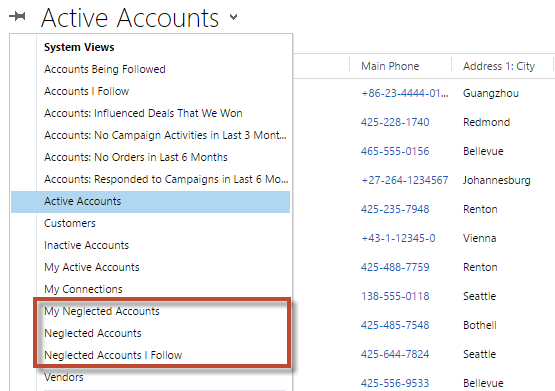 Active Accounts
System Views
Accounts Being Followed
Accounts I Follow
Accounts: Influenced Deals That We Won
Accounts: No Campaign Activities in Last 3 Mont...
Accounts: No Orders in Last 6 Months
Accounts: Responded to Campaigns in Last 6 Mo...
Active Accounts
Customers
Inactive Accounts
My Active Accounts
My Connections
My Neglected Accounts
Neglected Accounts
Neglected Accounts I Follow
Vendors
Main Phone Address 1: City
+86-23-4444-01... Guangzhou
425-228-1740 Redmond
465-555-0156 Bellevue
+27-264-1234567 Johannesburg
425-235-7948 Renton
+43-1-12345-0 Vienna
425-488-7759 Renton
138-555-0118 Seattle
425-485-7548 Bothell
425-644-7824 Seattle
425-556-9533 Bellevue